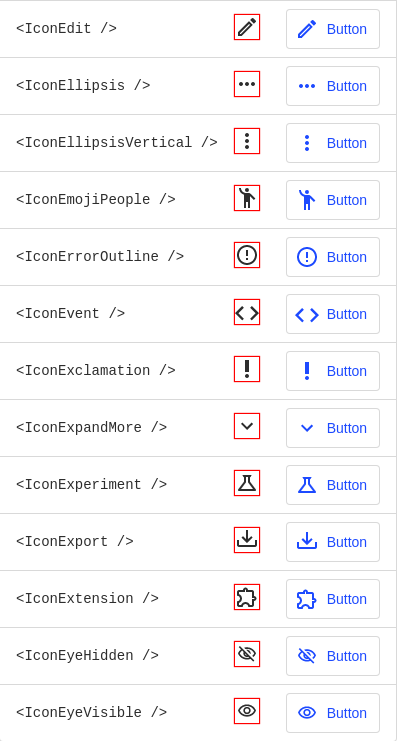 <IconEdit /> Button
<IconEllipsis /> Button
<IconEllipsisVertical /> Button
<IconEmojiPeople /> Button
<IconErrorOutline /> Button
<IconEvent /> Button
<IconExclamation /> Button
<IconExpandMore /> Button
<IconExperiment /> Button
<IconExport /> Button
<IconExtension /> Button
<IconEyeHidden /> Button
<IconEyeVisible /> Button